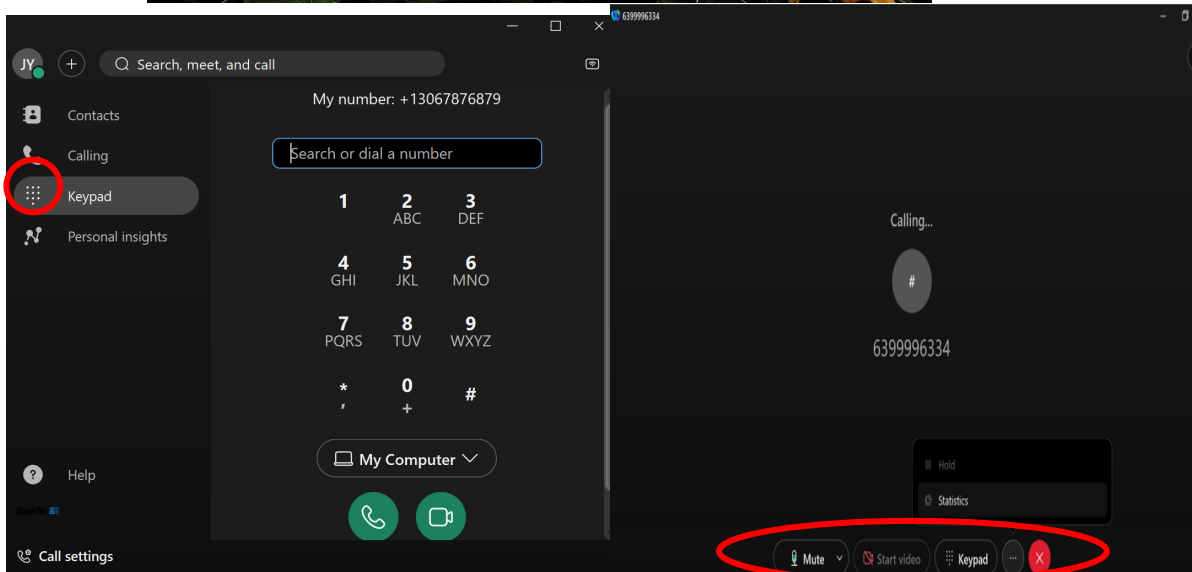 JY
Search, meet, and call
Contacts
Calling
Keypad
Personal insights
Help
Call settings
My number: +13067876879
Search or dial a number
1 2 3
ABC DEF
4 5 6
GHI JKL MNO
7 8 9
PQRS TUV WXYZ
* 0 #
, +
My Computer
6399996334
Calling...
#
6399996334
Hold
Statistics
Mute Start video Keypad ...